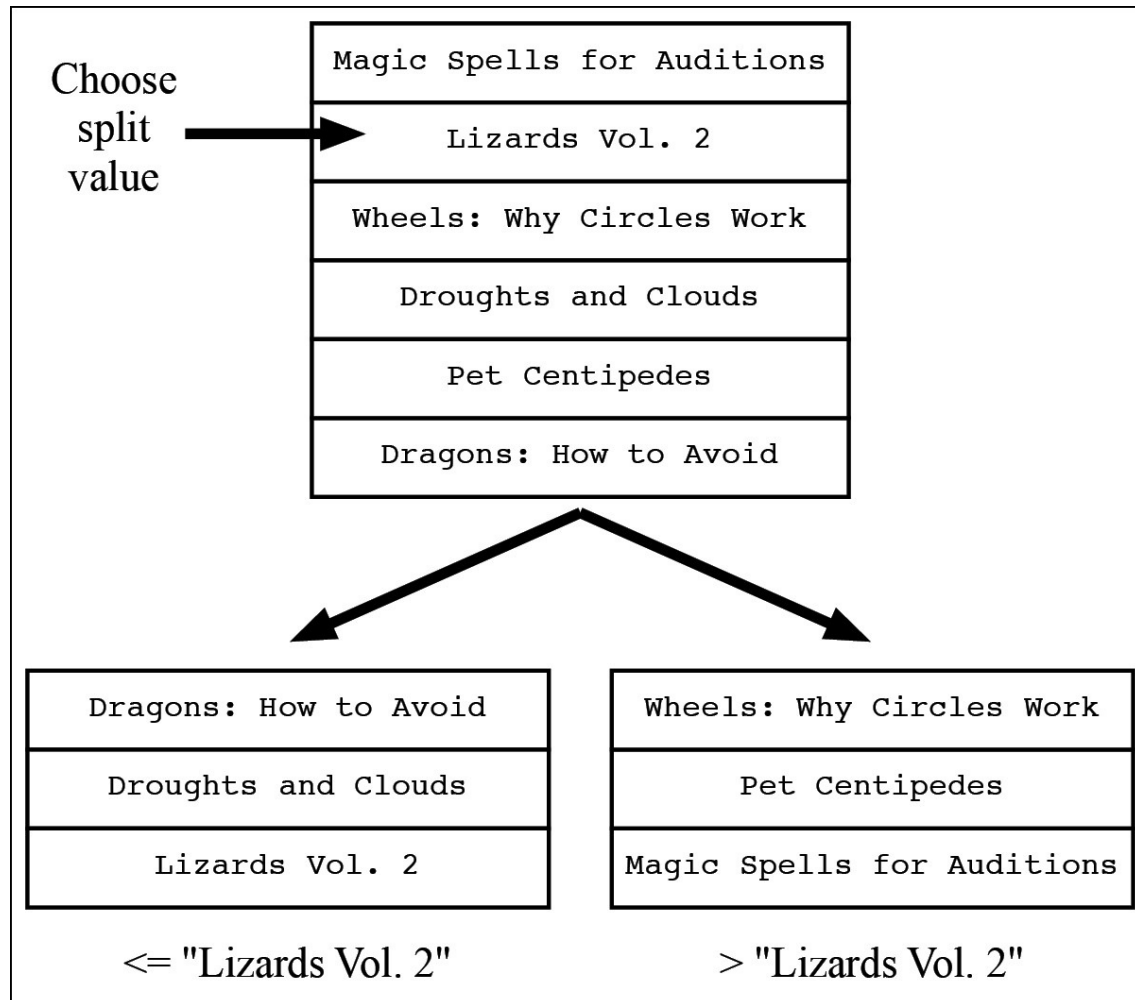 Choose
split
value
Magic Spells for Auditions
Lizards Vol. 2
Wheels: Why Circles Work
Droughts and Clouds
Pet Centipedes
Dragons: How to Avoid
Dragons: How to Avoid
Droughts and Clouds
Lizards Vol. 2
<= "Lizards Vol. 2"
Wheels: Why Circles Work
Pet Centipedes
Magic Spells for Auditions
> "Lizards Vol. 2"